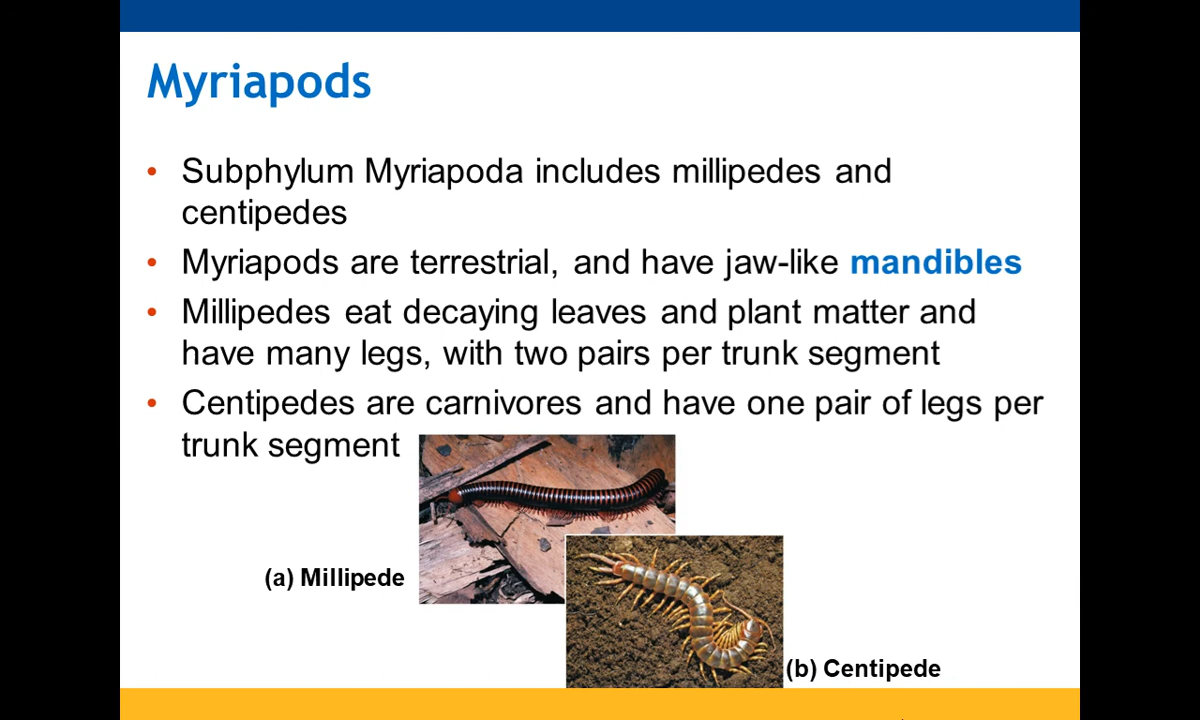 Myriapods
• Subphylum Myriapoda includes millipedes and
centipedes
• Myriapods are terrestrial, and have jaw-like mandibles
• Millipedes eat decaying leaves and plant matter and
have many legs, with two pairs per trunk segment
• Centipedes are carnivores and have one pair of legs per
trunk segment
(a) Millipede
(b) Centipede